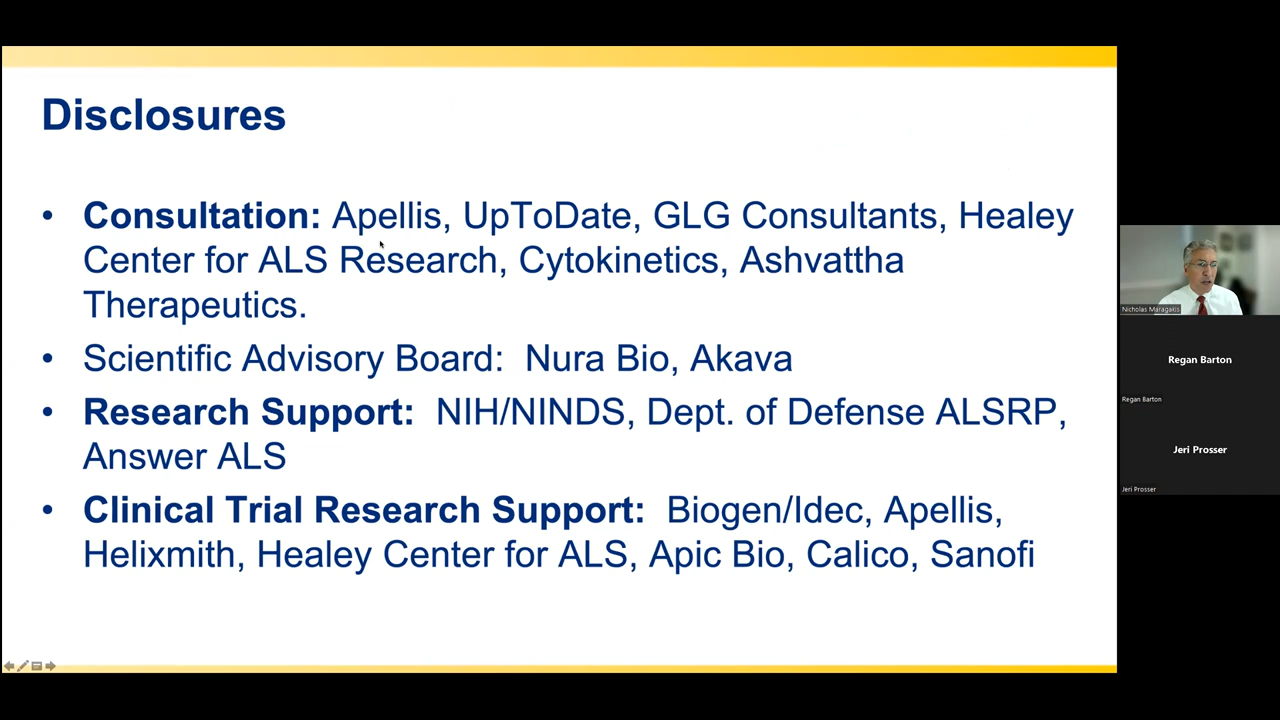 Disclosures
• Consultation: Apellis, UpToDate, GLG Consultants, Healey
Center for ALS Research, Cytokinetics, Ashvattha
Therapeutics.
• Scientific Advisory Board: Nura Bio, Akava
• Research Support: NIH/NINDS, Dept. of Defense ALSRP,
Answer ALS
• Clinical Trial Research Support: Biogen/Idec, Apellis,
Helixmith, Healey Center for ALS, Apic Bio, Calico, Sanofi
Nicholas Maragakis
Regan Barton
Regan Barton
Jeri Prosser
Jeri Prosser